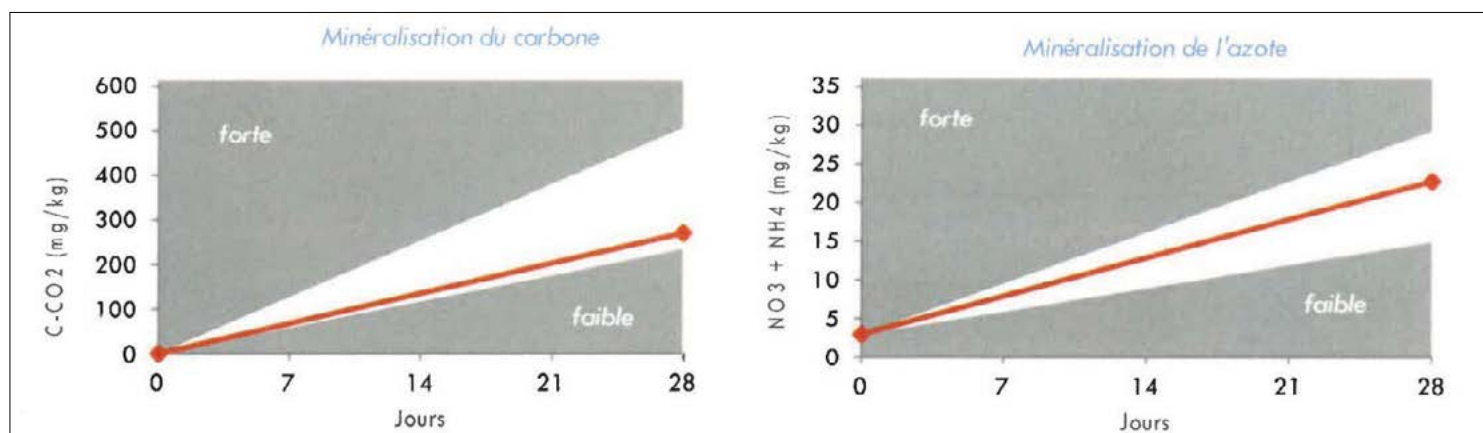 Minéralisation du carbone
C-CO2 (mg/kg)
600
500
400
300
200
100
0
forte
faible
0 7 14 21 28
Jours
Minéralisation de l'azote
NO3 + NH4 (mg/kg)
35
30
25
20
15
10
5
0
forte
faible
0 7 14 21 28
Jours